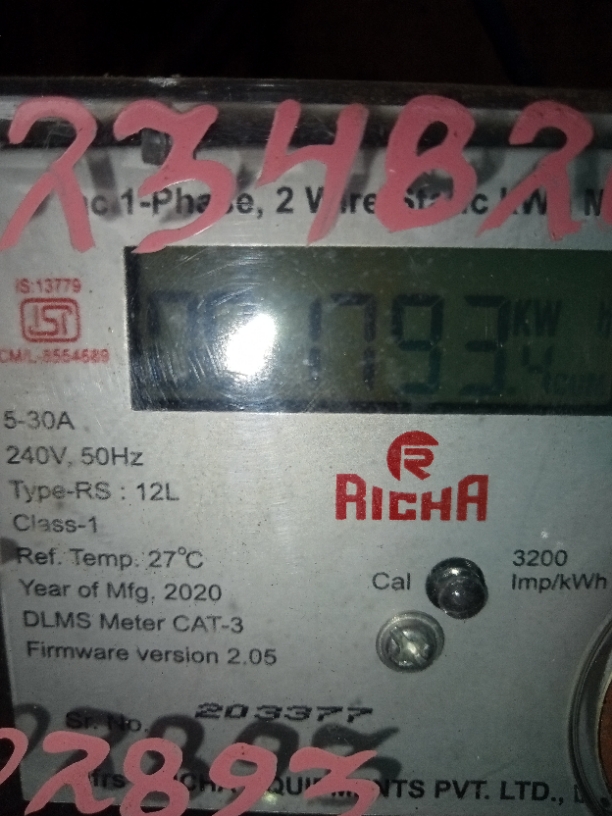 23482
1-Phase, 2 Wire Static
IS:13779
ISI
CM/L-8554689
1793.4
KW
5-30A
240V, 50Hz
Type-RS : 12L
Class-1
Ref. Temp. 27°C
Year of Mfg, 2020
DLMS Meter CAT-3
Firmware version 2.05
R
RICHA
Cal
3200
Imp/kWh
Sr. No. 203377
2893
PVT. LTD.,